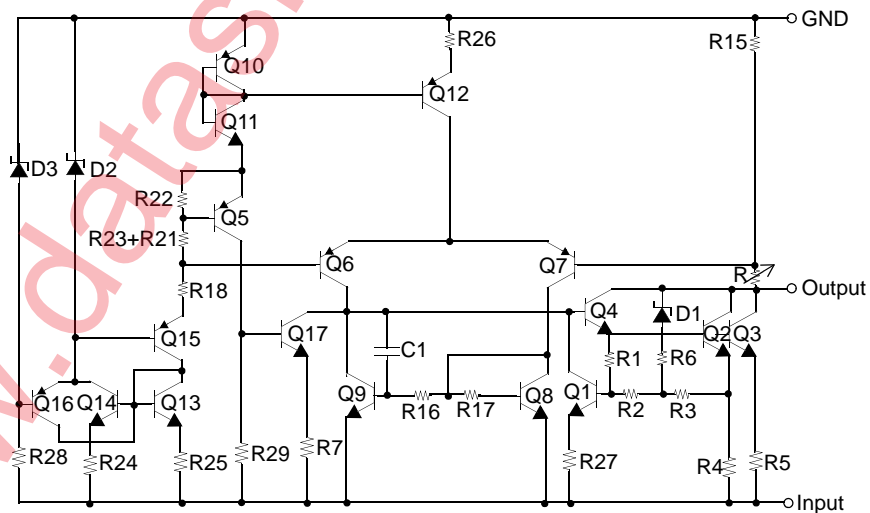 GND
R26
R15
Q10
Q12
Q11
D3
D2
R22
Q5
R23+R21
Q6
Q7
R
R18
Output
Q4
D1
Q2
Q3
Q15
Q17
C1
R1
R6
Q16
Q14
Q13
Q9
R16
R17
Q8
Q1
R2
R3
R28
R24
R25
R29
R7
R27
R4
R5
Input
w.datas